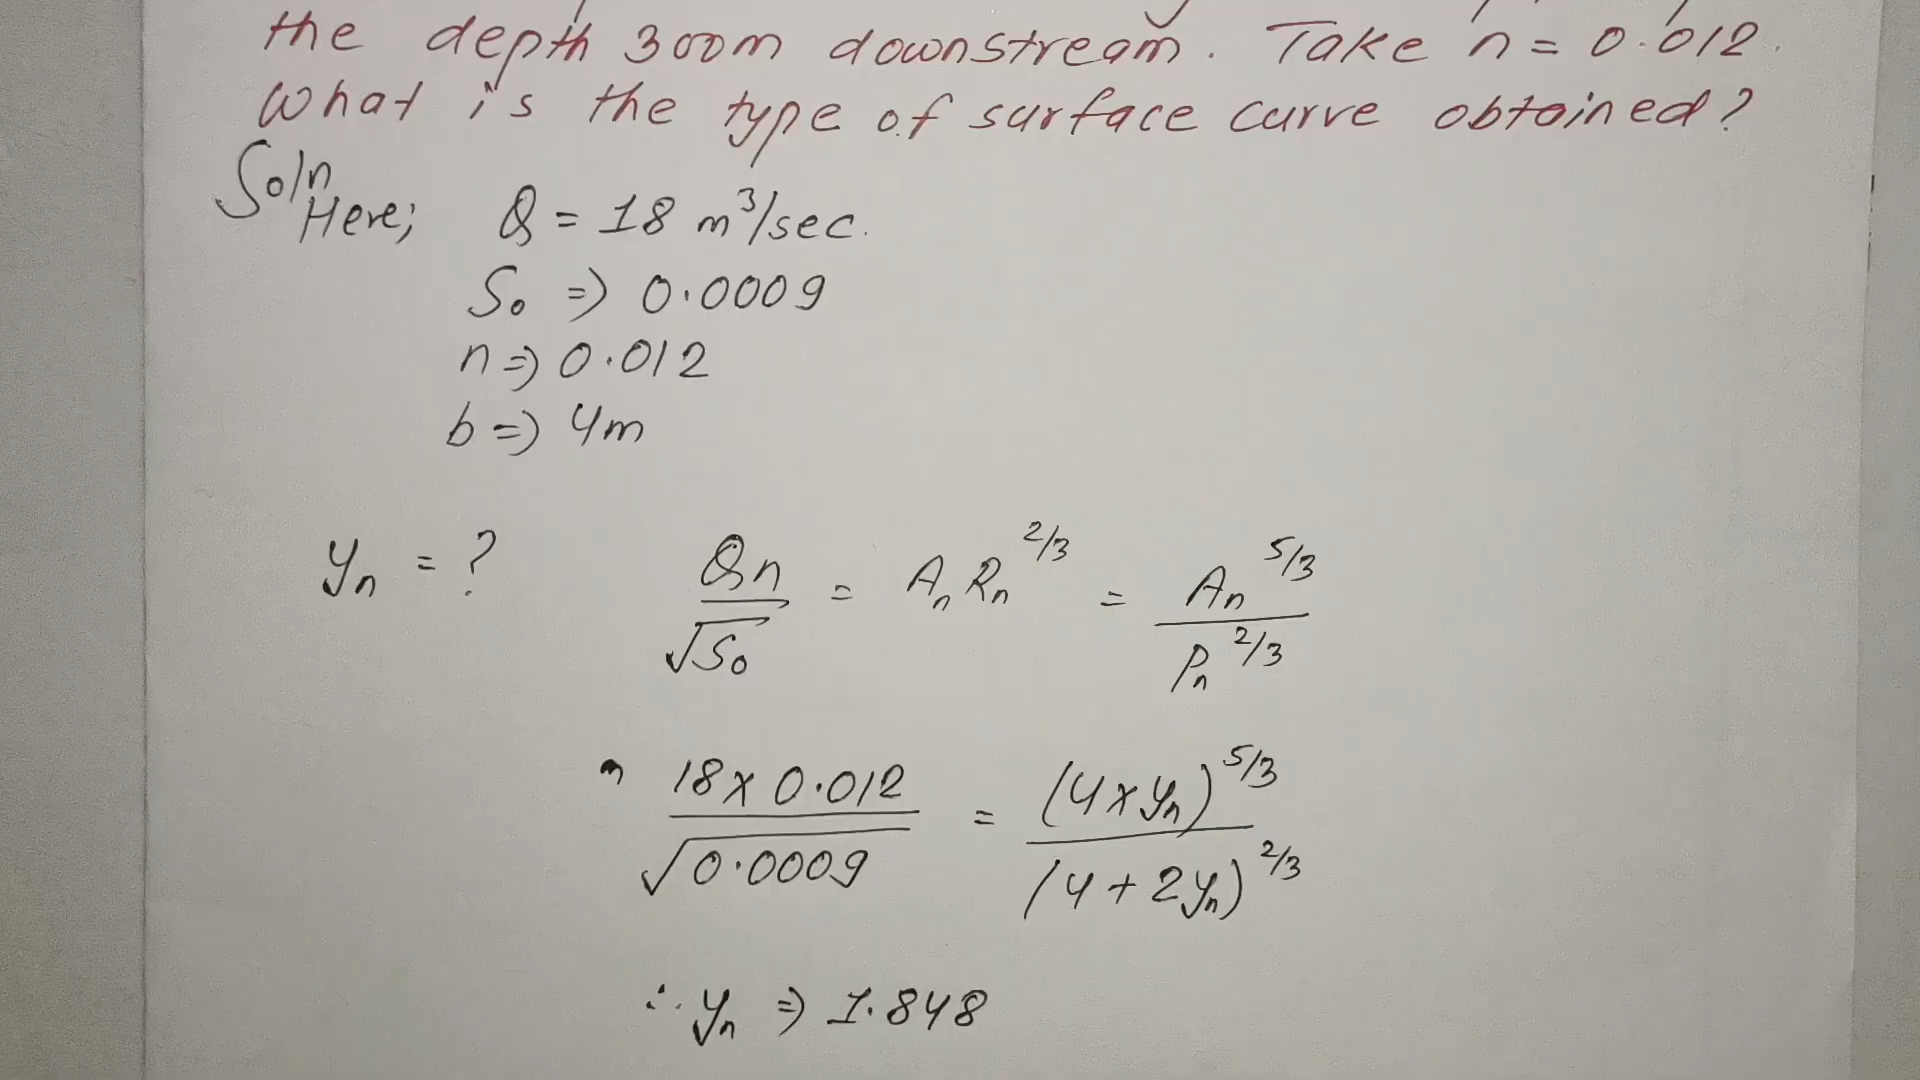 the depth 300m downstream. Take n = 0.012.
What is the type of surface curve obtained?
Soln
Here; Q = 18 m³/sec.
S₀ => 0.0009
n => 0.012
b => 4m
yₙ = ? Qn/√S₀ = AₙRₙ^2/3 = Aₙ^5/3 / Pₙ^2/3
18 x 0.012 / √0.0009 = (4 x yₙ)^5/3 / (4 + 2yₙ)^2/3
∴ yₙ => 1.848